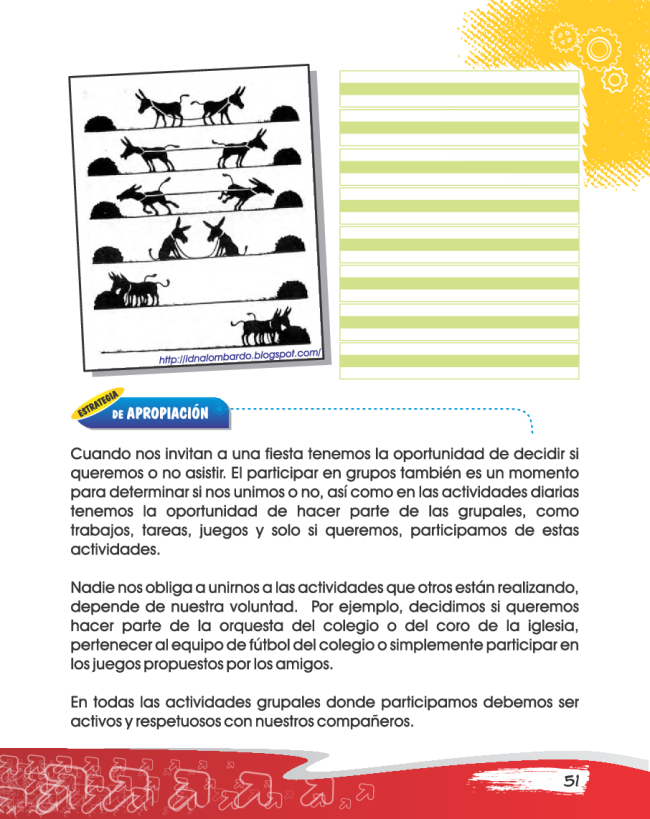 http://idnalombardo.blogspot.com/
ESTRATEGIA
DE APROPIACIÓN
Cuando nos invitan a una fiesta tenemos la oportunidad de decidir si
queremos o no asistir. El participar en grupos también es un momento
para determinar si nos unimos o no, así como en las actividades diarias
tenemos la oportunidad de hacer parte de las grupales, como
trabajos, tareas, juegos y solo si queremos, participamos de estas
actividades.
Nadie nos obliga a unirnos a las actividades que otros están realizando,
depende de nuestra voluntad. Por ejemplo, decidimos si queremos
hacer parte de la orquesta del colegio o del coro de la iglesia,
pertenecer al equipo de fútbol del colegio o simplemente participar en
los juegos propuestos por los amigos.
En todas las actividades grupales donde participamos debemos ser
activos y respetuosos con nuestros compañeros.
51